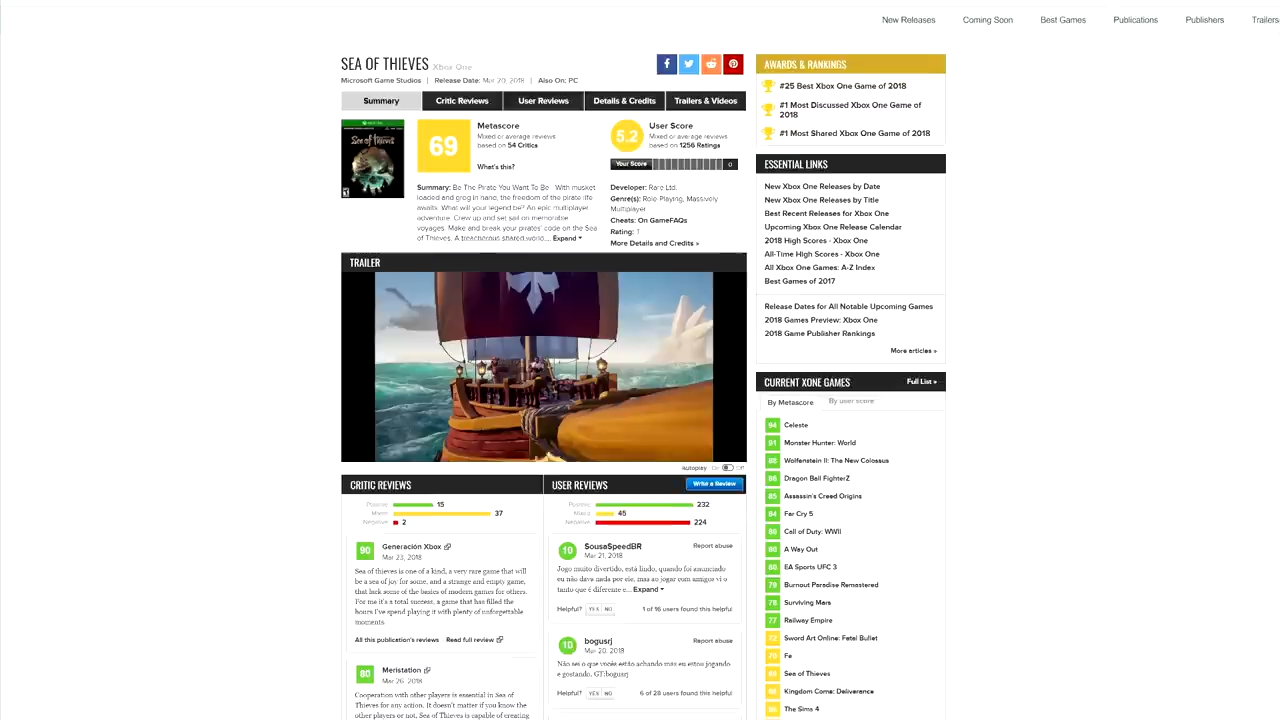 New Releases Coming Soon Best Games Publications Publishers Trailers
SEA OF THIEVES Xbox One
Microsoft Game Studios | Release Date: Mar 20, 2018 | Also On: PC
Summary Critic Reviews User Reviews Details & Credits Trailers & Videos
69
Metascore
Mixed or average reviews
based on 54 Critics
What's this?
5.2
User Score
Mixed or average reviews
based on 1256 Ratings
Your Score 0
Summary: Be The Pirate You Want To Be - With musket
loaded and grog in hand, the freedom of the pirate life
awaits. What will your legend be? An epic multiplayer
adventure. Crew up and set sail on memorable
voyages. Make and break your pirates' code on the Sea
of Thieves. A treacherous shared world... Expand
Developer: Rare Ltd.
Genre(s): Role-Playing, Massively
Multiplayer
Cheats: On GameFAQs
Rating: T
More Details and Credits »
TRAILER
Autoplay On Off
CRITIC REVIEWS
Positive: 15
Mixed: 37
Negative: 2
90
Generación Xbox
Mar 23, 2018
Sea of thieves is one of a kind, a very rare game that will
be a sea of joy for some, and a strange and empty game,
that lack some of the basics of modern games for others.
For me it's a total success, a game that has filled the
hours I've spend playing it with plenty of unforgettable
moments
All this publication's reviews Read full review
80
Meristation
Mar 26, 2018
Cooperation with other players is essential in Sea of
Thieves for any action. It doesn't matter if you know the
other players or not, Sea of Thieves is capable of creating
USER REVIEWS Write a Review
Positive: 232
Mixed: 45
Negative: 224
10
SousaSpeedBR Report abuse
Mar 21, 2018
Jogo muito divertido, está lindo, quando foi anunciado
eu não dava nada por ele, mas ao jogar com amigos vi o
tanto que é diferente e... Expand
Helpful? YES NO 1 of 16 users found this helpful
10
bogusrj Report abuse
Mar 20, 2018
Não sei o que vocês estão achando mas eu estou jogando
e gostando. GT:bogusrj
Helpful? YES NO 6 of 28 users found this helpful
AWARDS & RANKINGS
#25 Best Xbox One Game of 2018
#1 Most Discussed Xbox One Game of
2018
#1 Most Shared Xbox One Game of 2018
ESSENTIAL LINKS
New Xbox One Releases by Date
New Xbox One Releases by Title
Best Recent Releases for Xbox One
Upcoming Xbox One Release Calendar
2018 High Scores - Xbox One
All-Time High Scores - Xbox One
All Xbox One Games: A-Z Index
Best Games of 2017
Release Dates for All Notable Upcoming Games
2018 Games Preview: Xbox One
2018 Game Publisher Rankings
More articles »
CURRENT XONE GAMES Full List »
By Metascore By user score
94 Celeste
91 Monster Hunter: World
88 Wolfenstein II: The New Colossus
86 Dragon Ball FighterZ
85 Assassin's Creed Origins
84 Far Cry 5
Call of Duty: WWII
A Way Out
EA Sports UFC 3
79 Burnout Paradise Remastered
78 Surviving Mars
77 Railway Empire
72 Sword Art Online: Fatal Bullet
Fe
Sea of Thieves
Kingdom Come: Deliverance
The Sims 4